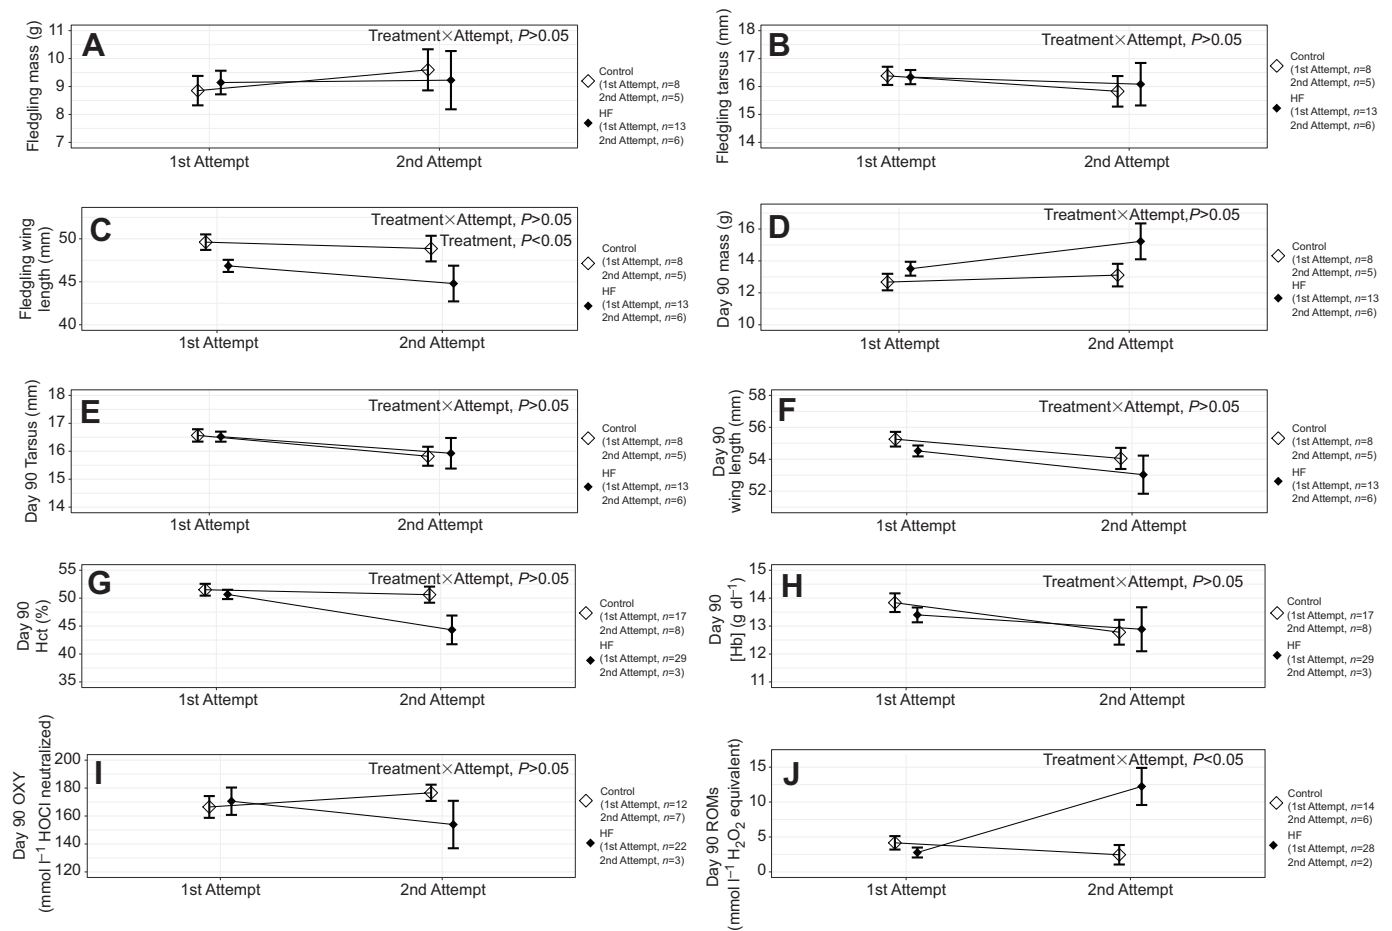 A
Treatment×Attempt, P>0.05
Fledgling mass (g)
11
10
9
8
7
1st Attempt
2nd Attempt
Control
(1st Attempt, n=8
2nd Attempt, n=5)
HF
(1st Attempt, n=13
2nd Attempt, n=6)
B
Treatment×Attempt, P>0.05
Fledgling tarsus (mm)
18
17
16
15
14
1st Attempt
2nd Attempt
Control
(1st Attempt, n=8
2nd Attempt, n=5)
HF
(1st Attempt, n=13
2nd Attempt, n=6)
C
Treatment×Attempt, P>0.05
Treatment, P<0.05
Fledgling wing
length (mm)
50
45
40
1st Attempt
2nd Attempt
Control
(1st Attempt, n=8
2nd Attempt, n=5)
HF
(1st Attempt, n=13
2nd Attempt, n=6)
D
Treatment×Attempt,P>0.05
Day 90 mass (g)
16
14
12
10
1st Attempt
2nd Attempt
Control
(1st Attempt, n=8
2nd Attempt, n=5)
HF
(1st Attempt, n=13
2nd Attempt, n=6)
E
Treatment×Attempt, P>0.05
Day 90 Tarsus (mm)
18
17
16
15
14
1st Attempt
2nd Attempt
Control
(1st Attempt, n=8
2nd Attempt, n=5)
HF
(1st Attempt, n=13
2nd Attempt, n=6)
F
Treatment×Attempt, P>0.05
Day 90
wing length (mm)
58
56
54
52
1st Attempt
2nd Attempt
Control
(1st Attempt, n=8
2nd Attempt, n=5)
HF
(1st Attempt, n=13
2nd Attempt, n=6)
G
Treatment×Attempt, P>0.05
Day 90
Hct (%)
55
50
45
40
35
1st Attempt
2nd Attempt
Control
(1st Attempt, n=17
2nd Attempt, n=8)
HF
(1st Attempt, n=29
2nd Attempt, n=3)
H
Treatment×Attempt, P>0.05
Day 90
[Hb] (g dl⁻¹)
15
14
13
12
11
1st Attempt
2nd Attempt
Control
(1st Attempt, n=17
2nd Attempt, n=8)
HF
(1st Attempt, n=29
2nd Attempt, n=3)
I
Treatment×Attempt, P>0.05
Day 90 OXY
(mmol l⁻¹ HOCl neutralized)
200
180
160
140
120
1st Attempt
2nd Attempt
Control
(1st Attempt, n=12
2nd Attempt, n=7)
HF
(1st Attempt, n=22
2nd Attempt, n=3)
J
Treatment×Attempt, P<0.05
Day 90 ROMs
(mmol l⁻¹ H₂O₂ equivalent)
15
10
5
0
1st Attempt
2nd Attempt
Control
(1st Attempt, n=14
2nd Attempt, n=6)
HF
(1st Attempt, n=28
2nd Attempt, n=2)